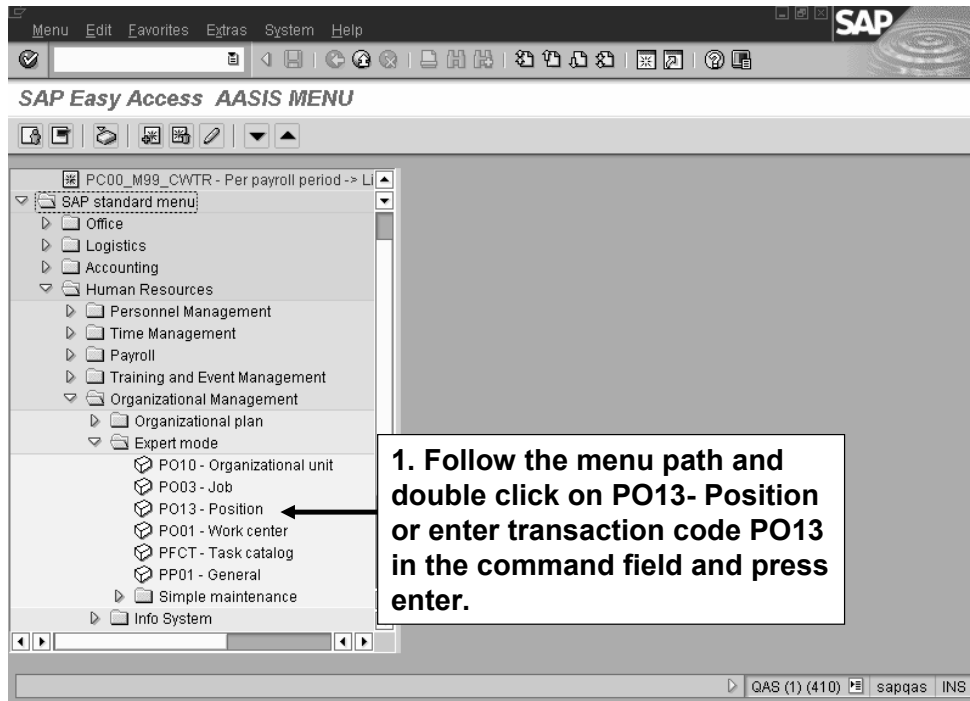 Menu Edit Favorites Extras System Help
SAP
SAP Easy Access AASIS MENU
PC00_M99_CWTR - Per payroll period -> Li
SAP standard menu
Office
Logistics
Accounting
Human Resources
Personnel Management
Time Management
Payroll
Training and Event Management
Organizational Management
Organizational plan
Expert mode
PO10 - Organizational unit
PO03 - Job
PO13 - Position
PO01 - Work center
PFCT - Task catalog
PP01 - General
Simple maintenance
Info System
1. Follow the menu path and
double click on PO13- Position
or enter transaction code PO13
in the command field and press
enter.
QAS (1) (410) sapqas INS